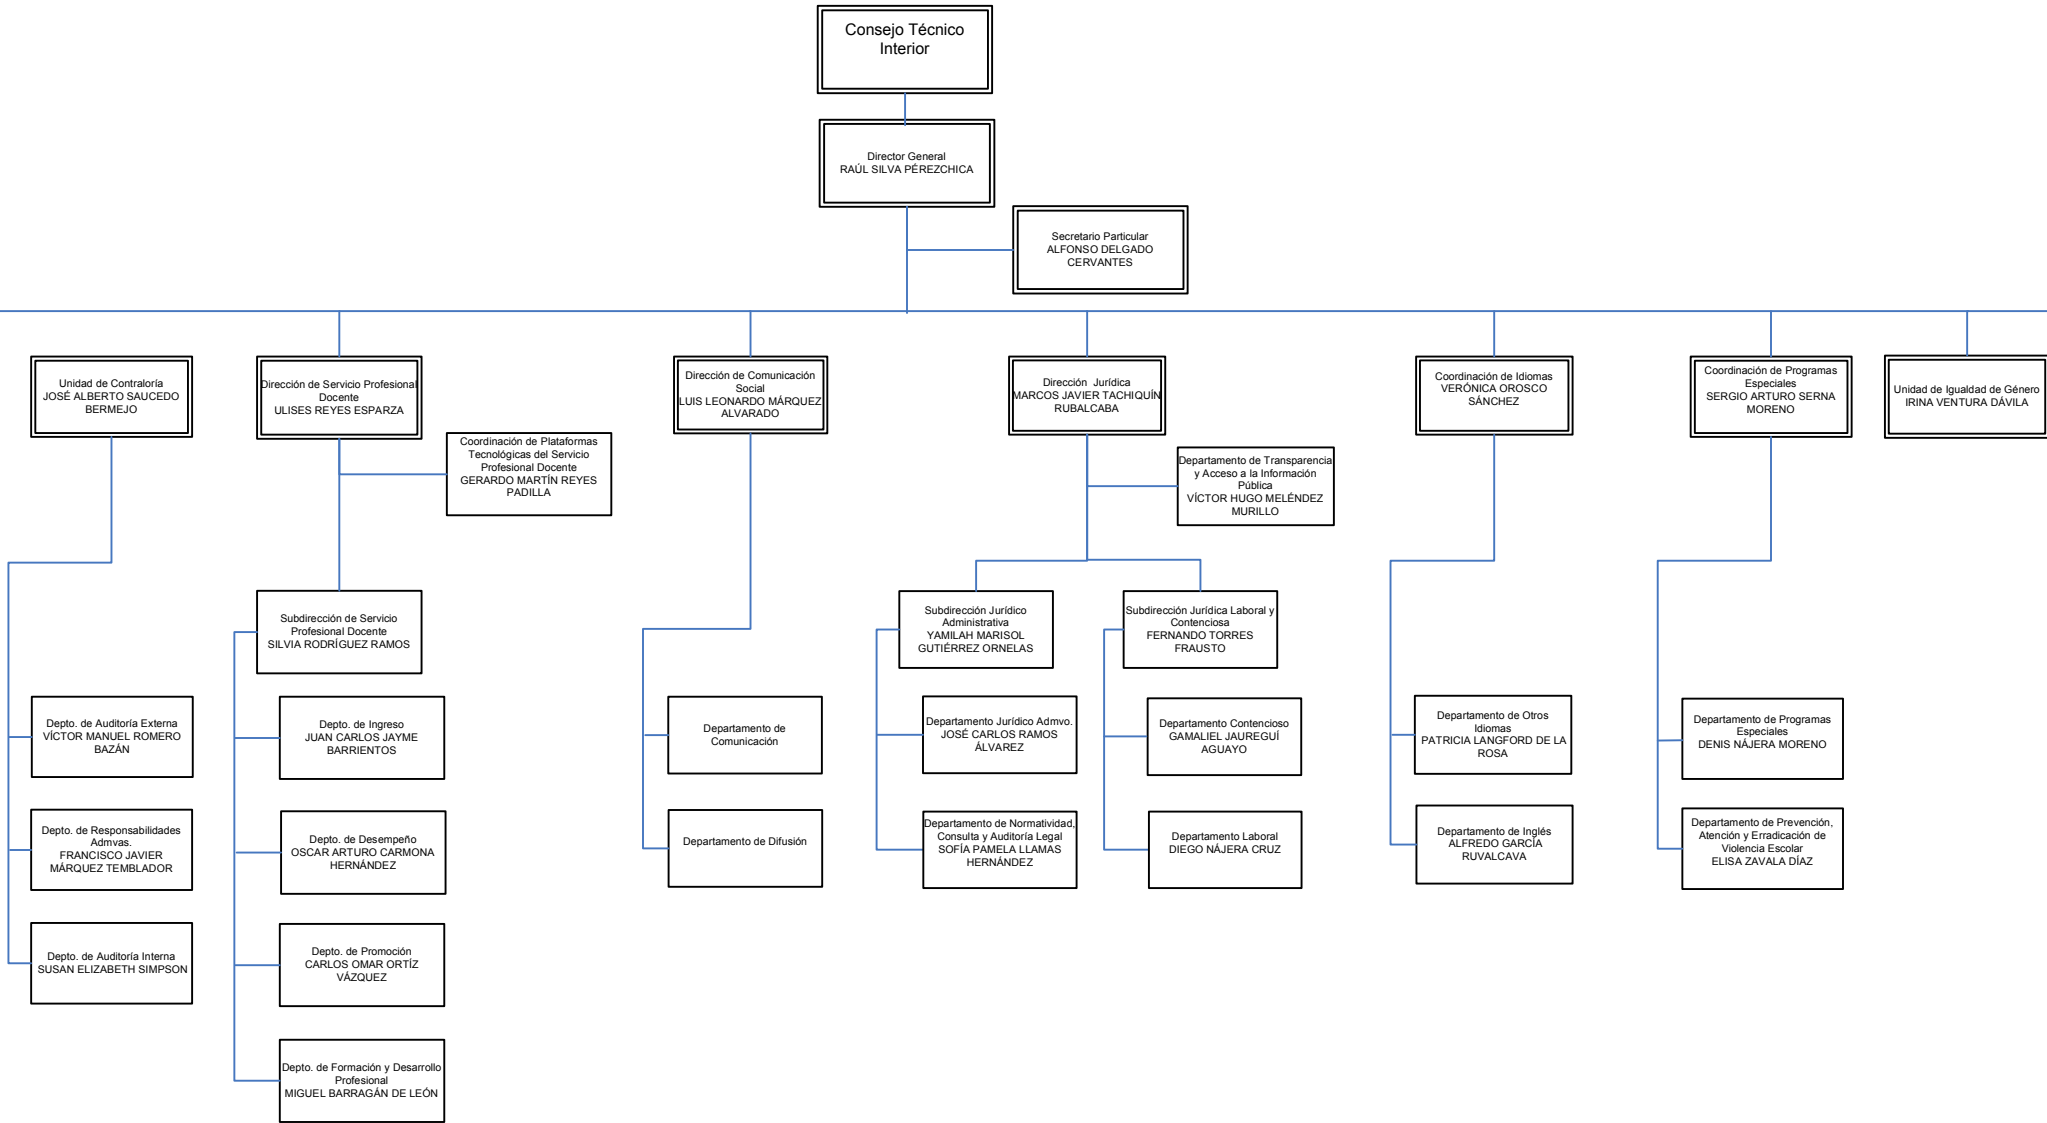 Consejo Técnico
Interior
Director General
RAÚL SILVA PÉREZCHICA
Secretario Particular
ALFONSO DELGADO
CERVANTES
Unidad de Contraloría
JOSÉ ALBERTO SAUCEDO
BERMEJO
Dirección de Servicio Profesional
Docente
ULISES REYES ESPARZA
Dirección de Comunicación
Social
LUIS LEONARDO MÁRQUEZ
ALVARADO
Dirección  Jurídica
MARCOS JAVIER TACHIQUÍN
RUBALCABA
Coordinación de Idiomas
VERÓNICA OROSCO
SÁNCHEZ
Coordinación de Programas
Especiales
SERGIO ARTURO SERNA
MORENO
Unidad de Igualdad de Género
IRINA VENTURA DÁVILA
Coordinación de Plataformas
Tecnológicas del Servicio
Profesional Docente
GERARDO MARTÍN REYES
PADILLA
Departamento de Transparencia
y Acceso a la Información
Pública
VÍCTOR HUGO MELÉNDEZ
MURILLO
Subdirección de Servicio
Profesional Docente
SILVIA RODRÍGUEZ RAMOS
Subdirección Jurídico
Administrativa
YAMILAH MARISOL
GUTIÉRREZ ORNELAS
Subdirección Jurídica Laboral y
Contenciosa
FERNANDO TORRES
FRAUSTO
Depto. de Auditoría Externa
VÍCTOR MANUEL ROMERO
BAZÁN
Depto. de Ingreso
JUAN CARLOS JAYME
BARRIENTOS
Departamento de
Comunicación
Departamento Jurídico Admvo.
JOSÉ CARLOS RAMOS
ÁLVAREZ
Departamento Contencioso
GAMALIEL JAUREGUÍ
AGUAYO
Departamento de Otros
Idiomas
PATRICIA LANGFORD DE LA
ROSA
Departamento de Programas
Especiales
DENIS NÁJERA MORENO
Depto. de Responsabilidades
Admvas.
FRANCISCO JAVIER
MÁRQUEZ TEMBLADOR
Depto. de Desempeño
OSCAR ARTURO CARMONA
HERNÁNDEZ
Departamento de Difusión
Departamento de Normatividad,
Consulta y Auditoría Legal
SOFÍA PAMELA LLAMAS
HERNÁNDEZ
Departamento Laboral
DIEGO NÁJERA CRUZ
Departamento de Inglés
ALFREDO GARCÍA
RUVALCAVA
Departamento de Prevención,
Atención y Erradicación de
Violencia Escolar
ELISA ZAVALA DÍAZ
Depto. de Auditoría Interna
SUSAN ELIZABETH SIMPSON
Depto. de Promoción
CARLOS OMAR ORTÍZ
VÁZQUEZ
Depto. de Formación y Desarrollo
Profesional
MIGUEL BARRAGÁN DE LEÓN